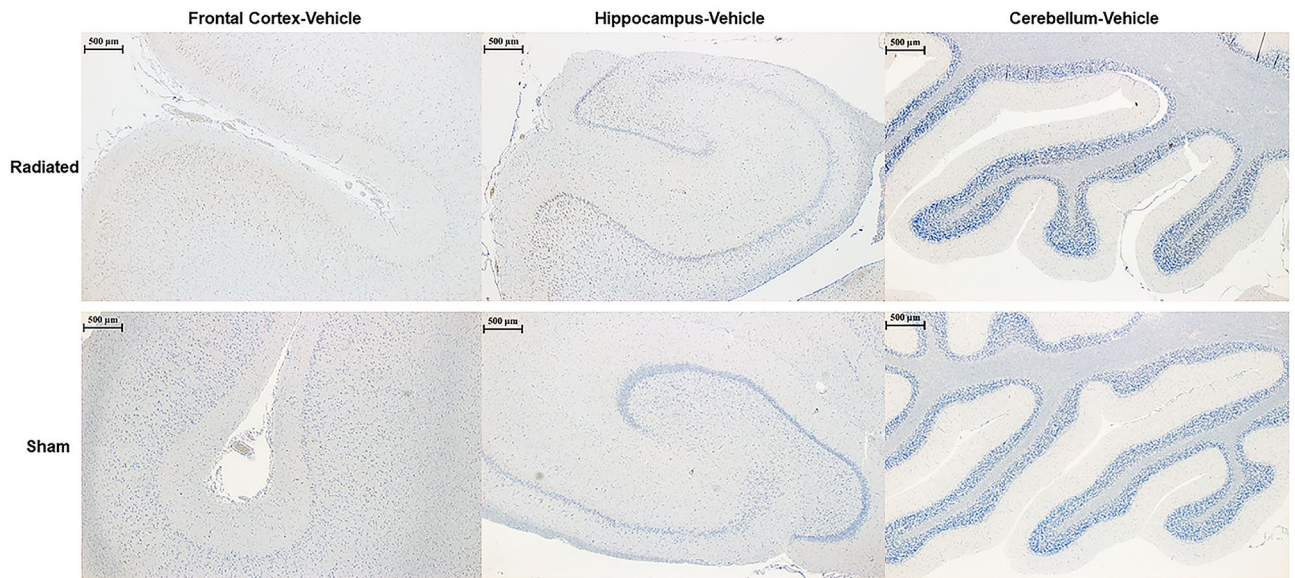 Frontal Cortex-Vehicle
Hippocampus-Vehicle
Cerebellum-Vehicle
Radiated
500 µm
500 µm
500 µm
Sham
500 µm
500 µm
500 µm